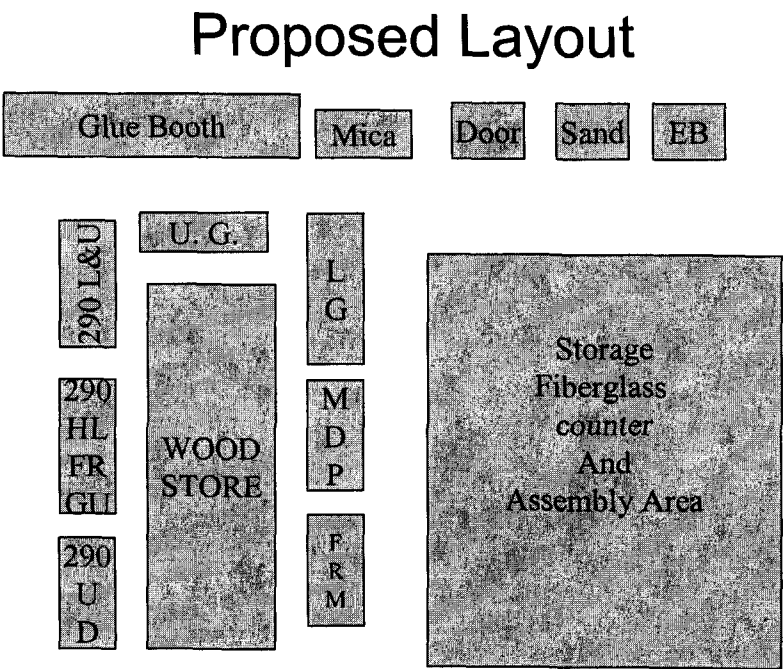 Proposed Layout
Glue Booth
Mica
Door
Sand
EB
290 L&U
U. G.
L
G
290
HL
FR
GU
WOOD
STORE
M
D
P
Storage
Fiberglass
counter
And
Assembly Area
290
U
D
F
R
M